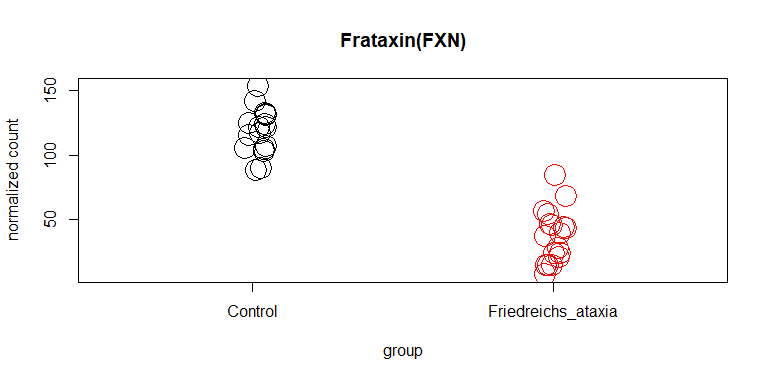 Frataxin(FXN)
normalized count
150
100
50
Control Friedreichs_ataxia
group